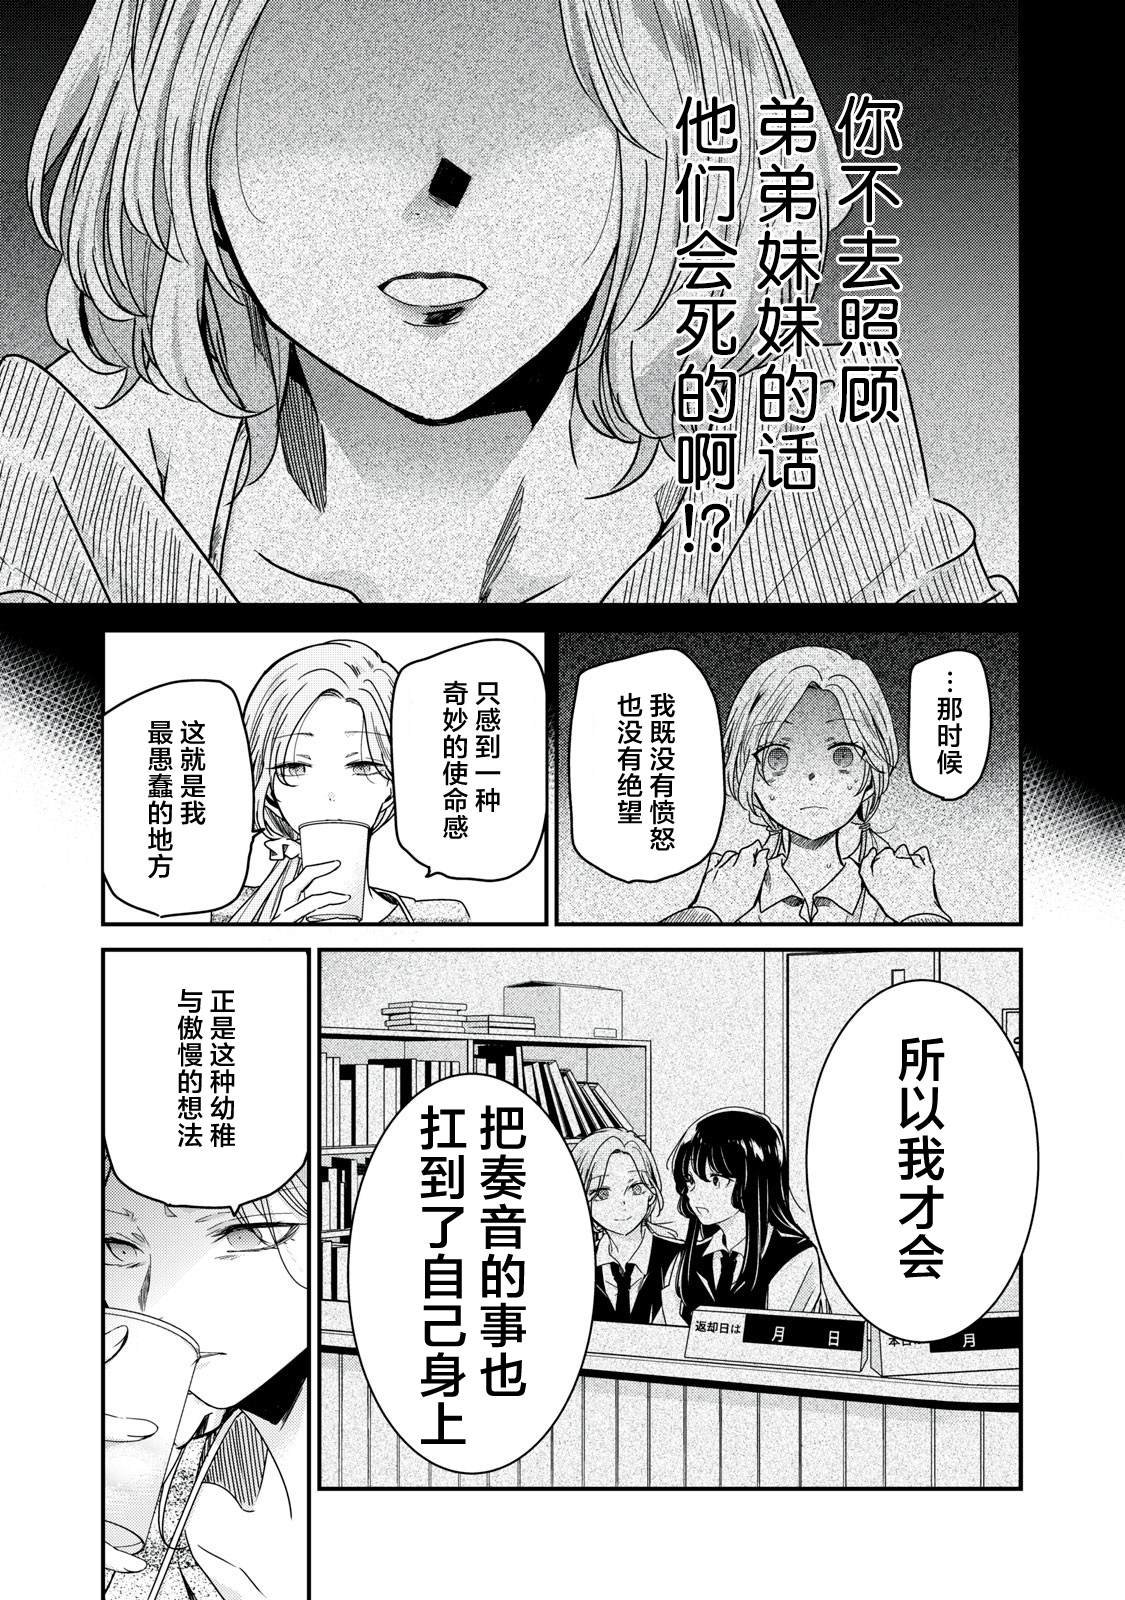 你不去照顾
弟弟妹妹的话
他们会死的啊!?
…那时候
我既没有愤怒
也没有绝望
只感到一种
奇妙的使命感
这就是我
最愚蠢的地方
所以我才会
把奏音的事也
扛到了自己身上
返却日は 月 日
本日 月
正是这种幼稚
与傲慢的想法